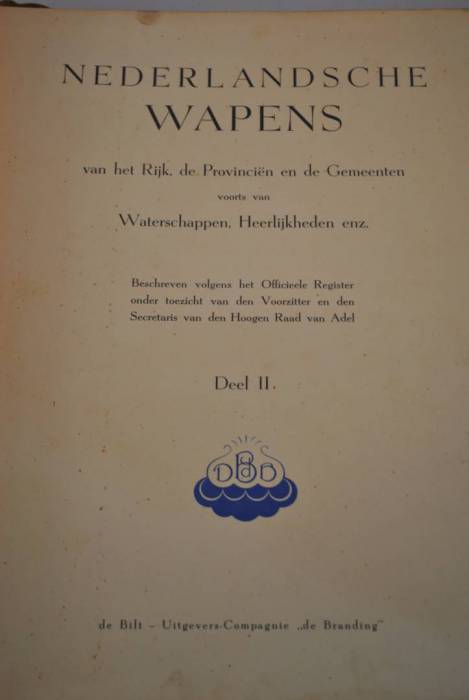 NEDERLANDSCHE
WAPENS
van het Rijk, de Provinciën en de Gemeenten
voorts van
Waterschappen, Heerlijkheden enz.
Beschreven volgens het Officieele Register
onder toezicht van den Voorzitter en den
Secretaris van den Hoogen Raad van Adel
Deel II.
de Bilt – Uitgevers-Compagnie „de Branding"